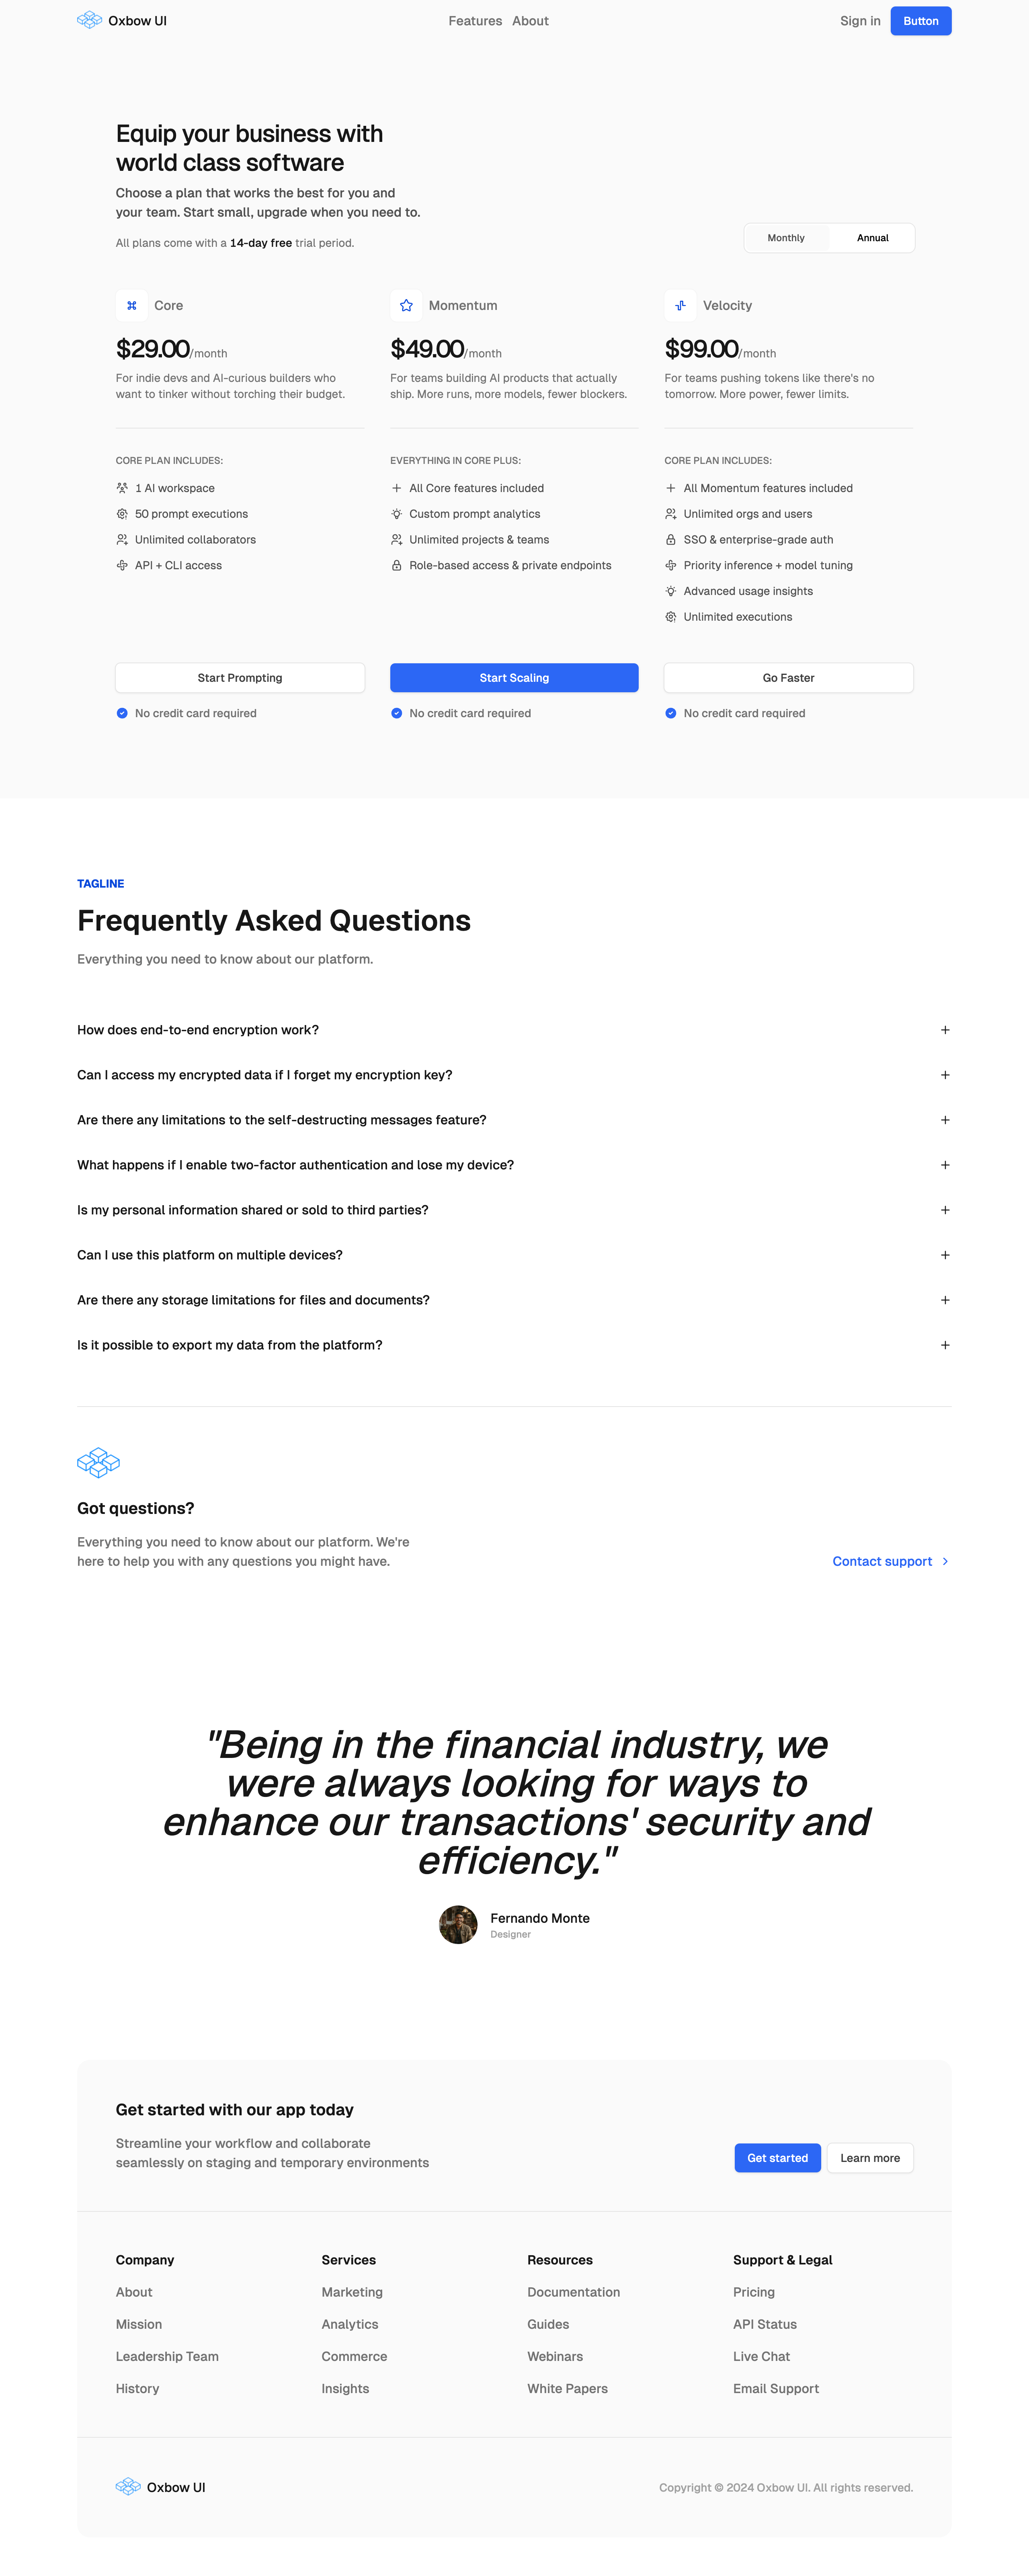 Oxbow UI
Features About
Sign in
Button
Equip your business with
world class software
Choose a plan that works the best for you and
your team. Start small, upgrade when you need to.
All plans come with a 14-day free trial period.
Monthly
Annual
Core
$29.00/month
For indie devs and AI-curious builders who
want to tinker without torching their budget.
CORE PLAN INCLUDES:
1 AI workspace
50 prompt executions
Unlimited collaborators
API + CLI access
Start Prompting
No credit card required
Momentum
$49.00/month
For teams building AI products that actually
ship. More runs, more models, fewer blockers.
EVERYTHING IN CORE PLUS:
All Core features included
Custom prompt analytics
Unlimited projects & teams
Role-based access & private endpoints
Start Scaling
No credit card required
Velocity
$99.00/month
For teams pushing tokens like there's no
tomorrow. More power, fewer limits.
CORE PLAN INCLUDES:
All Momentum features included
Unlimited orgs and users
SSO & enterprise-grade auth
Priority inference + model tuning
Advanced usage insights
Unlimited executions
Go Faster
No credit card required
TAGLINE
Frequently Asked Questions
Everything you need to know about our platform.
How does end-to-end encryption work?
Can I access my encrypted data if I forget my encryption key?
Are there any limitations to the self-destructing messages feature?
What happens if I enable two-factor authentication and lose my device?
Is my personal information shared or sold to third parties?
Can I use this platform on multiple devices?
Are there any storage limitations for files and documents?
Is it possible to export my data from the platform?
Got questions?
Everything you need to know about our platform. We're
here to help you with any questions you might have.
Contact support
"Being in the financial industry, we
were always looking for ways to
enhance our transactions' security and
efficiency."
Fernando Monte
Designer
Get started with our app today
Streamline your workflow and collaborate
seamlessly on staging and temporary environments
Get started
Learn more
Company
About
Mission
Leadership Team
History
Services
Marketing
Analytics
Commerce
Insights
Resources
Documentation
Guides
Webinars
White Papers
Support & Legal
Pricing
API Status
Live Chat
Email Support
Oxbow UI
Copyright © 2024 Oxbow UI. All rights reserved.